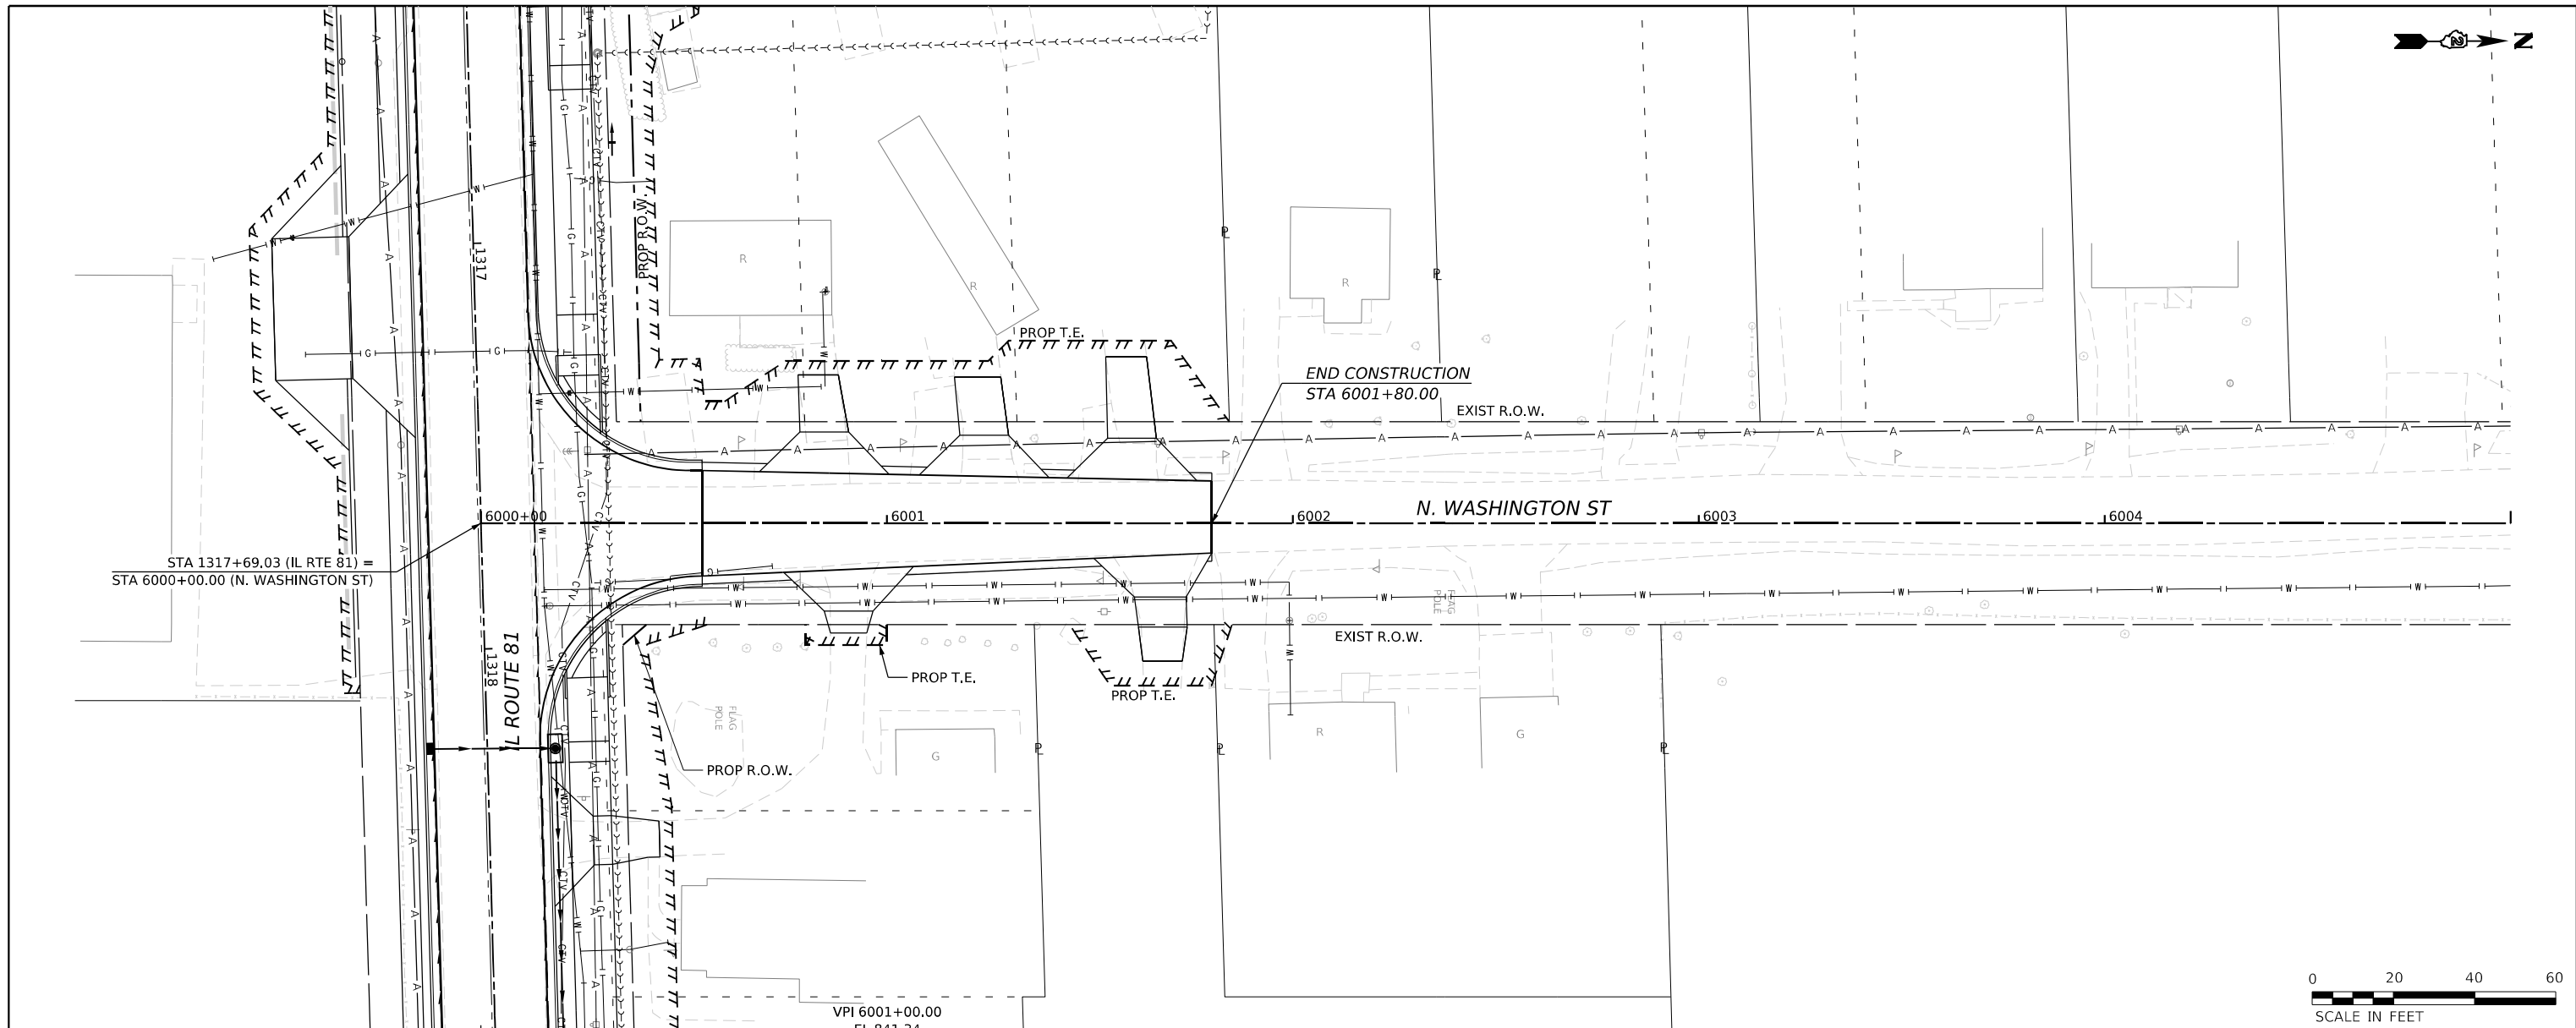 N
PROP R.O.W.
1317
R
R
R
PROP T.E.
END CONSTRUCTION
STA 6001+80.00
EXIST R.O.W.
6000+00
6001
6002
N. WASHINGTON ST
6003
6004
STA 1317+69.03 (IL RTE 81) =
STA 6000+00.00 (N. WASHINGTON ST)
FLAG
POLE
EXIST R.O.W.
1318
IL ROUTE 81
PROP T.E.
PROP T.E.
FLAG
POLE
R
G
G
PROP R.O.W.
VPI 6001+00.00
0 20 40 60
SCALE IN FEET